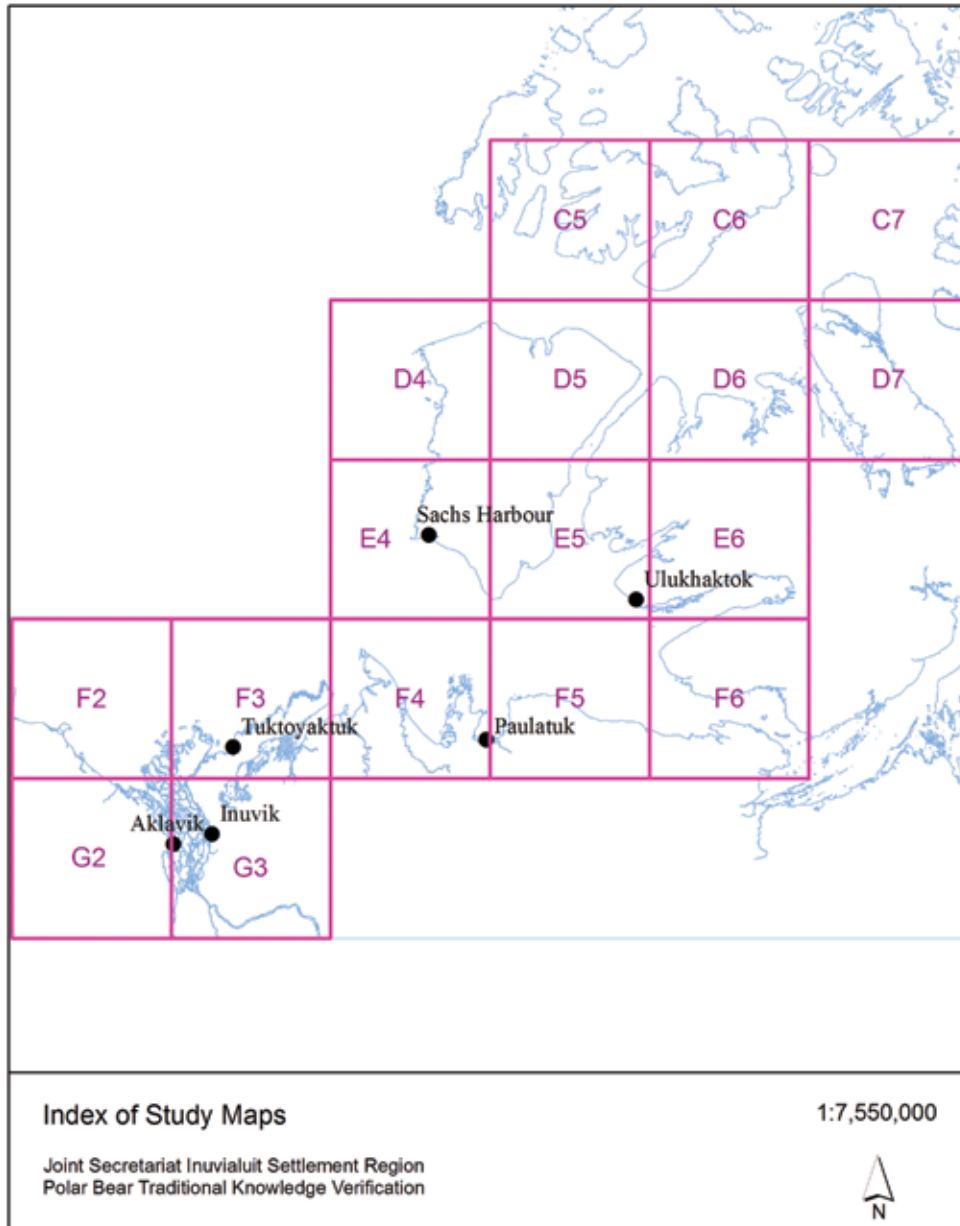 C5 C6 C7
D4 D5 D6 D7
Sachs Harbour
E4 E5 E6
Ulukhaktok
F2 F3 F4 F5 F6
Tuktoyaktuk Paulatuk
Aklavik Inuvik
G2 G3
Index of Study Maps 1:7,550,000
Joint Secretariat Inuvialuit Settlement Region
Polar Bear Traditional Knowledge Verification
N